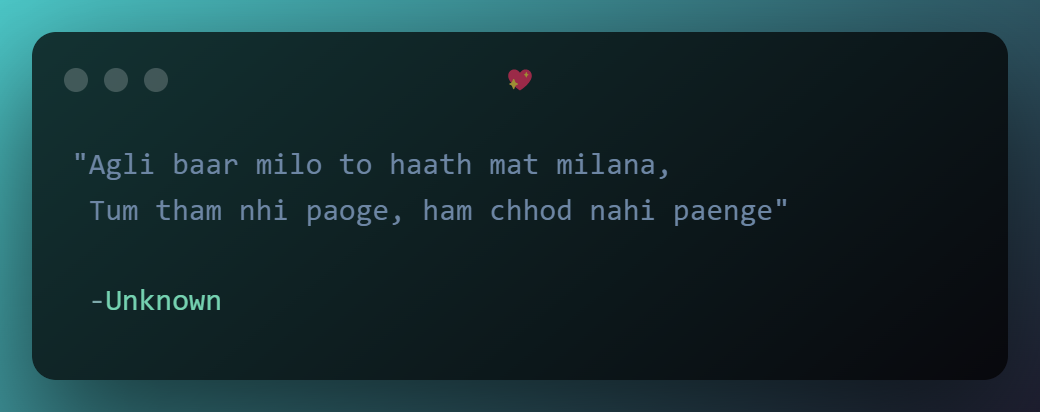 "Agli baar milo to haath mat milana,
Tum tham nhi paoge, ham chhod nahi paenge"
-Unknown